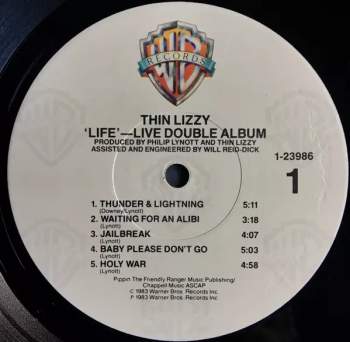 WB
RECORDS
THIN LIZZY
'LIFE'—LIVE DOUBLE ALBUM
PRODUCED BY PHILIP LYNOTT AND THIN LIZZY
ASSISTED AND ENGINEERED BY WILL REID-DICK
1-23986
1
1. THUNDER & LIGHTNING 5:11
(Downey/Lynott)
2. WAITING FOR AN ALIBI 3:18
(Lynott)
3. JAILBREAK 4:07
(Lynott)
4. BABY PLEASE DON'T GO 5:03
(Lynott)
5. HOLY WAR 4:58
(Lynott)
Pippin The Friendly Ranger Music Publishing/
Chappell Music ASCAP
C 1983 Warner Bros. Records Inc
P 1983 Warner Bros. Records Inc